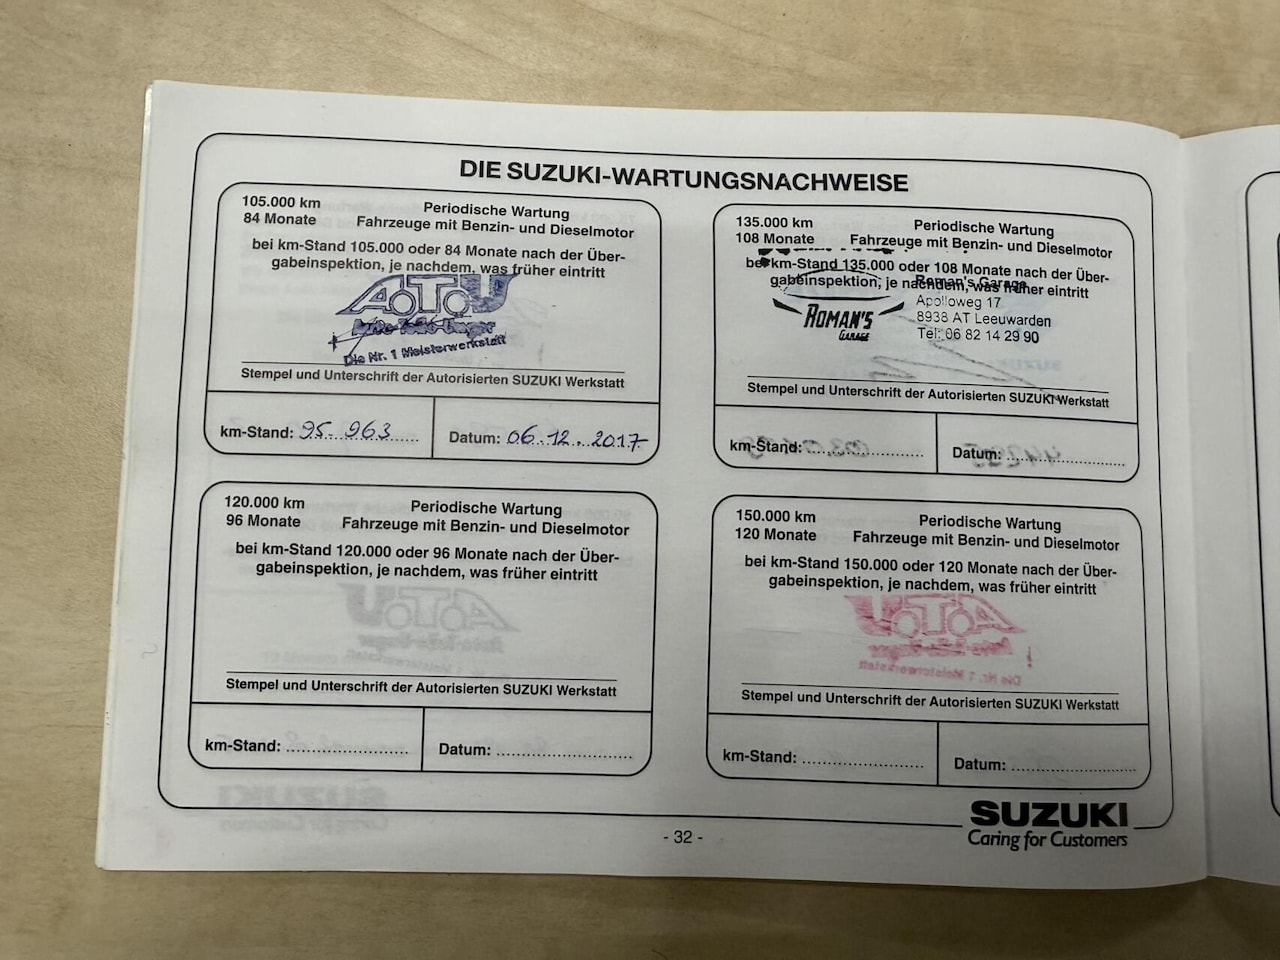 DIE SUZUKI-WARTUNGSNACHWEISE
105.000 km
84 Monate
Periodische Wartung
Fahrzeuge mit Benzin- und Dieselmotor
bei km-Stand 105.000 oder 84 Monate nach der Über-
gabeinspektion, je nachdem, was früher eintritt
ATU
Auto-Teile-Unger
Die Nr. 1 Meisterwerkstatt
Stempel und Unterschrift der Autorisierten SUZUKI Werkstatt
km-Stand: 95.963
Datum: 06.12.2017
120.000 km
96 Monate
Periodische Wartung
Fahrzeuge mit Benzin- und Dieselmotor
bei km-Stand 120.000 oder 96 Monate nach der Über-
gabeinspektion, je nachdem, was früher eintritt
Stempel und Unterschrift der Autorisierten SUZUKI Werkstatt
km-Stand:
Datum:
135.000 km
108 Monate
Periodische Wartung
Fahrzeuge mit Benzin- und Dieselmotor
bei km-Stand 135.000 oder 108 Monate nach der Über-
gabeinspektion, je nachdem, was früher eintritt
ROMAN'S
GARAGE
Roman's Garage
Apolloweg 17
8938 AT Leeuwarden
Tel: 06 82 14 29 90
Stempel und Unterschrift der Autorisierten SUZUKI Werkstatt
km-Stand:
Datum:
150.000 km
120 Monate
Periodische Wartung
Fahrzeuge mit Benzin- und Dieselmotor
bei km-Stand 150.000 oder 120 Monate nach der Über-
gabeinspektion, je nachdem, was früher eintritt
Stempel und Unterschrift der Autorisierten SUZUKI Werkstatt
km-Stand:
Datum:
SUZUKI
Caring for Customers
- 32 -